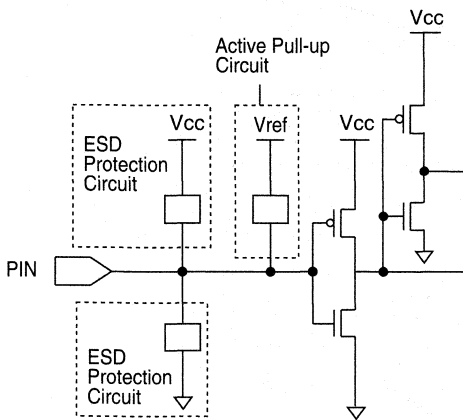 Vcc
Active Pull-up
Circuit
Vcc
Vref
Vcc
ESD
Protection
Circuit
PIN
ESD
Protection
Circuit